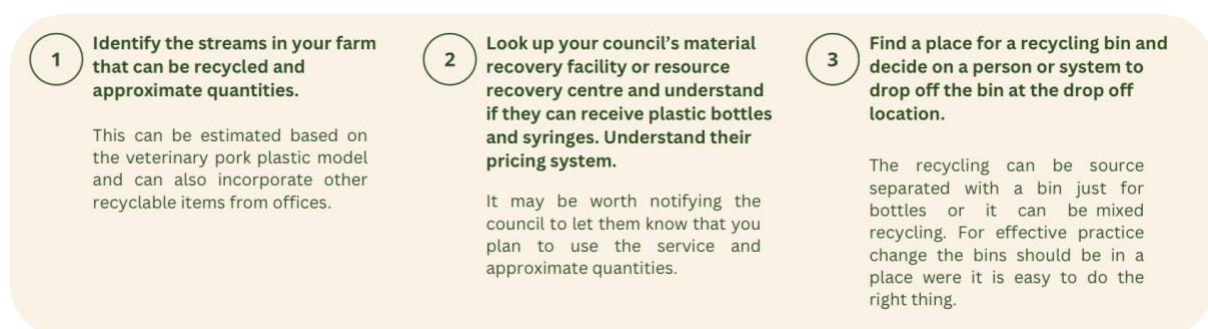 1
Identify the streams in your farm
that can be recycled and
approximate quantities.
This can be estimated based on
the veterinary pork plastic model
and can also incorporate other
recyclable items from offices.
2
Look up your council's material
recovery facility or resource
recovery centre and understand
if they can receive plastic bottles
and syringes. Understand their
pricing system.
It may be worth notifying the
council to let them know that you
plan to use the service and
approximate quantities.
3
Find a place for a recycling bin and
decide on a person or system to
drop off the bin at the drop off
location.
The recycling can be source
separated with a bin just for
bottles or it can be mixed
recycling. For effective practice
change the bins should be in a
place were it is easy to do the
right thing.